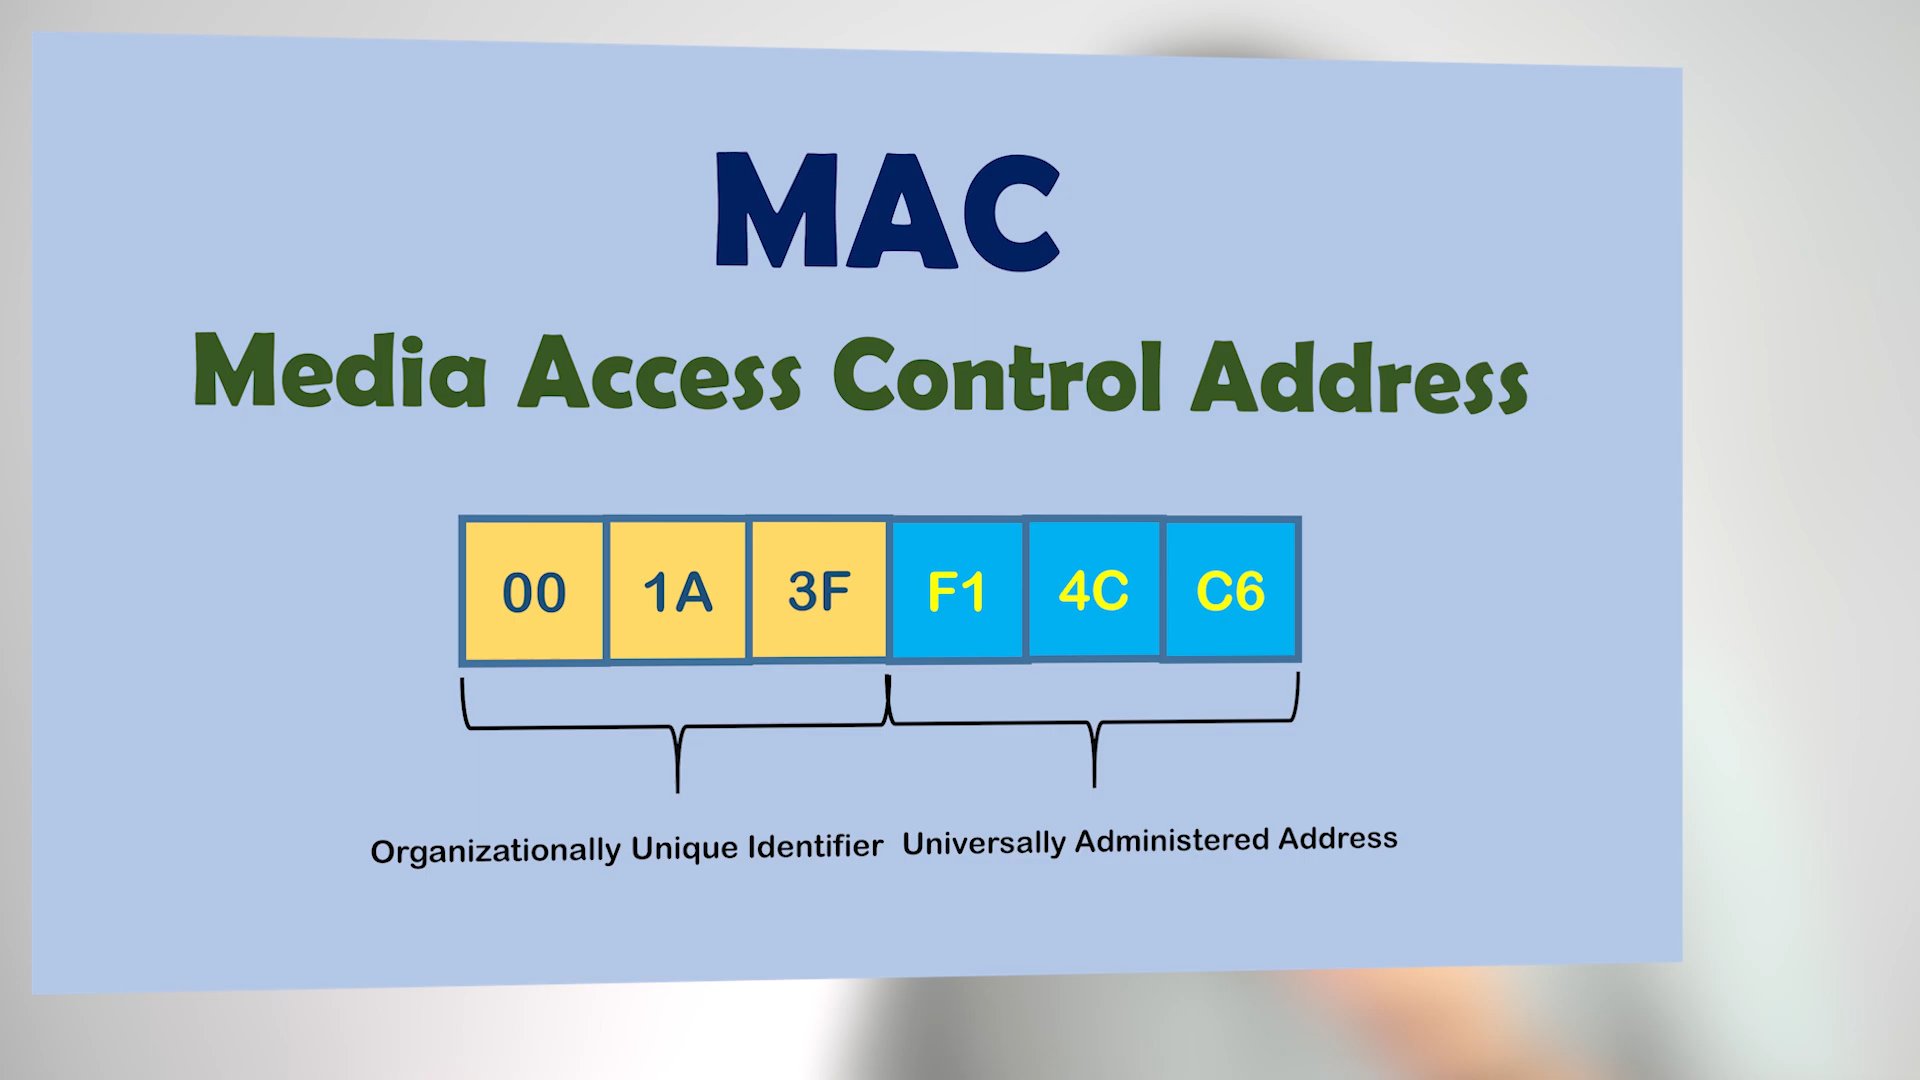 MAC
Media Access Control Address
00 1A 3F F1 4C C6
Organizationally Unique Identifier Universally Administered Address